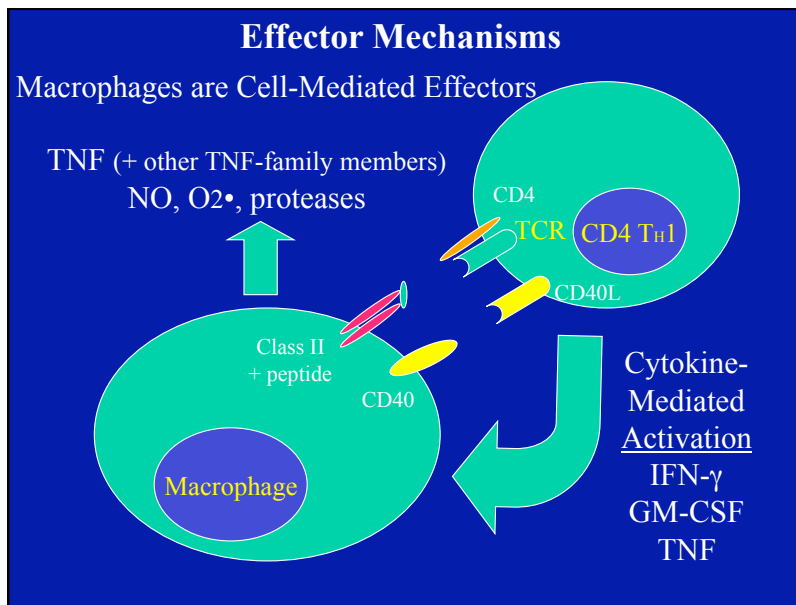 Effector Mechanisms
Macrophages are Cell-Mediated Effectors
TNF (+ other TNF-family members)
NO, O2•, proteases
CD4
TCR
CD4 TH1
CD40L
Class II
+ peptide
CD40
Macrophage
Cytokine-
Mediated
Activation
IFN-γ
GM-CSF
TNF